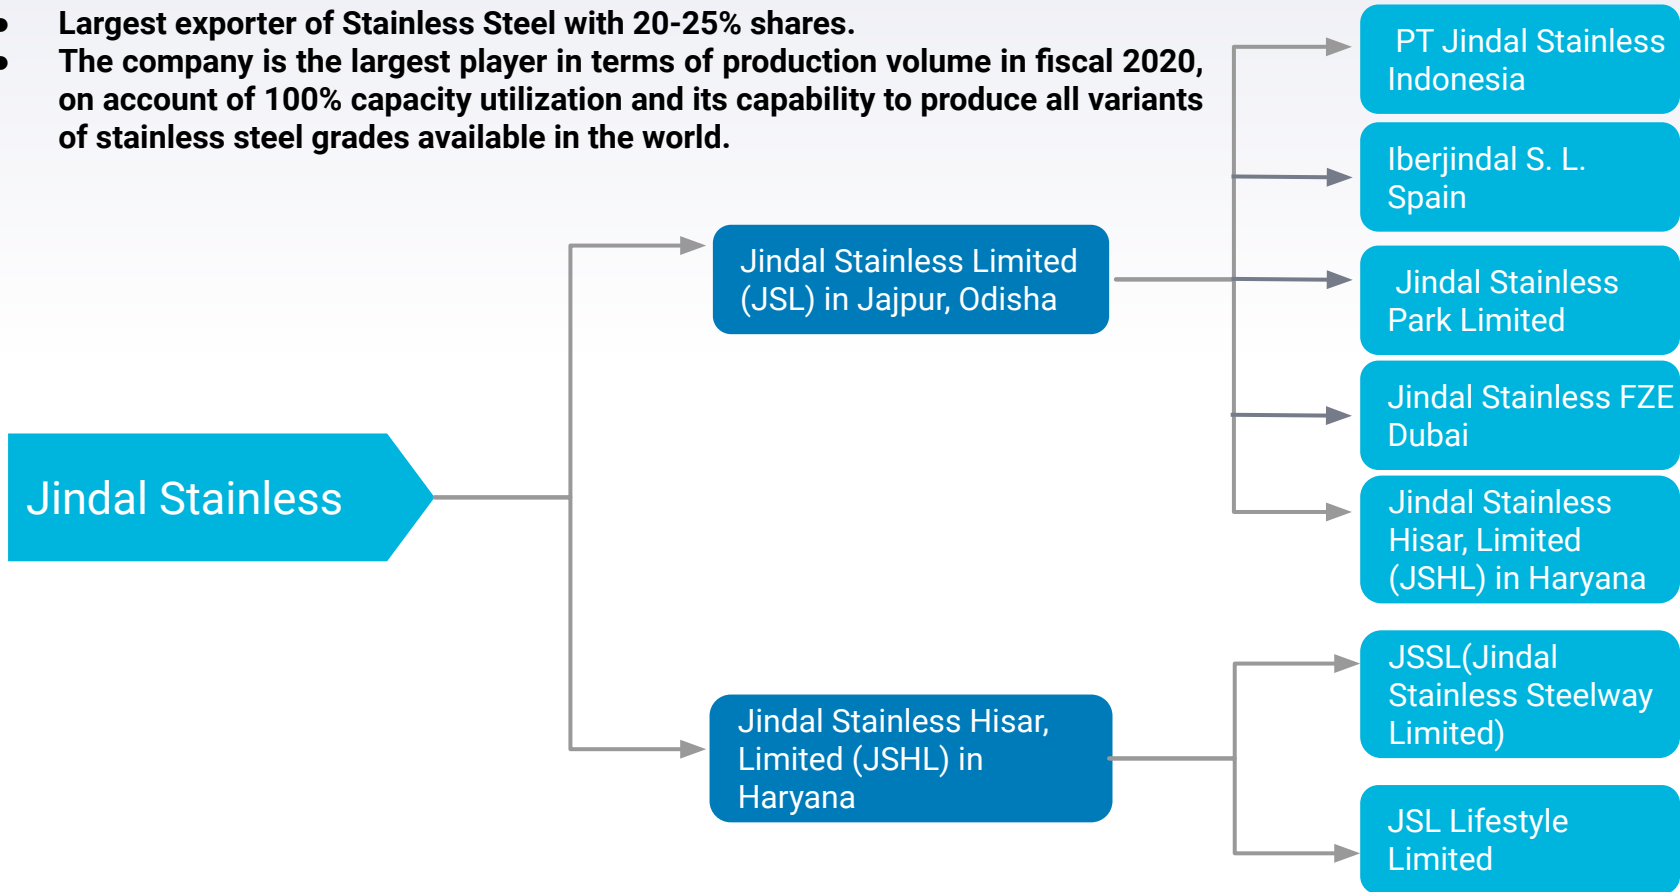 ● Largest exporter of Stainless Steel with 20-25% shares.
● The company is the largest player in terms of production volume in fiscal 2020,
on account of 100% capacity utilization and its capability to produce all variants
of stainless steel grades available in the world.
Jindal Stainless
Jindal Stainless Limited
(JSL) in Jajpur, Odisha
PT Jindal Stainless
Indonesia
Iberjindal S. L.
Spain
Jindal Stainless
Park Limited
Jindal Stainless FZE
Dubai
Jindal Stainless
Hisar, Limited
(JSHL) in Haryana
Jindal Stainless Hisar,
Limited (JSHL) in
Haryana
JSSL(Jindal
Stainless Steelway
Limited)
JSL Lifestyle
Limited